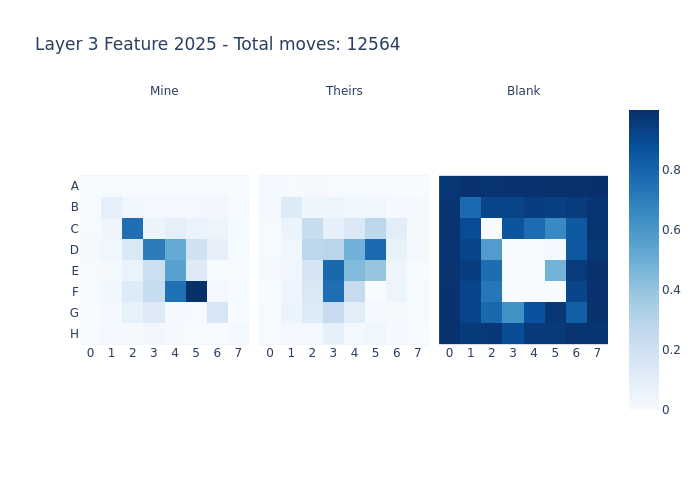 Layer 3 Feature 2025 - Total moves: 12564
Mine Theirs Blank
A
B
C
D
E
F
G
H
0 1 2 3 4 5 6 7 0 1 2 3 4 5 6 7 0 1 2 3 4 5 6 7
0.8
0.6
0.4
0.2
0